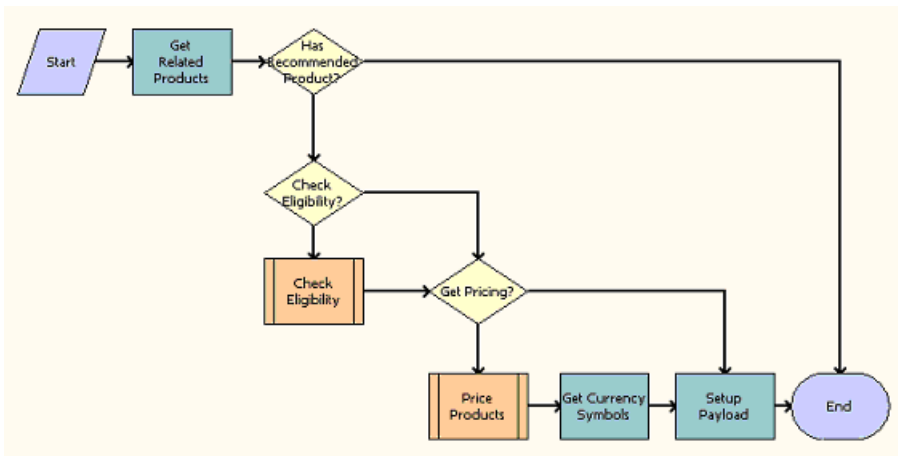 Start
Get
Related
Products
Has
Recommended
Product?
Check
Eligibility?
Check
Eligibility
Get Pricing?
Price
Products
Get Currency
Symbols
Setup
Payload
End